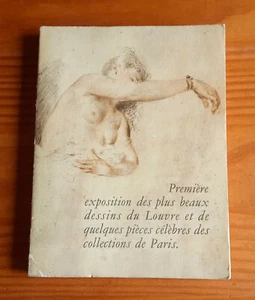 Première
exposition des plus beaux
dessins du Louvre et de
quelques pièces célèbres des
collections de Paris.